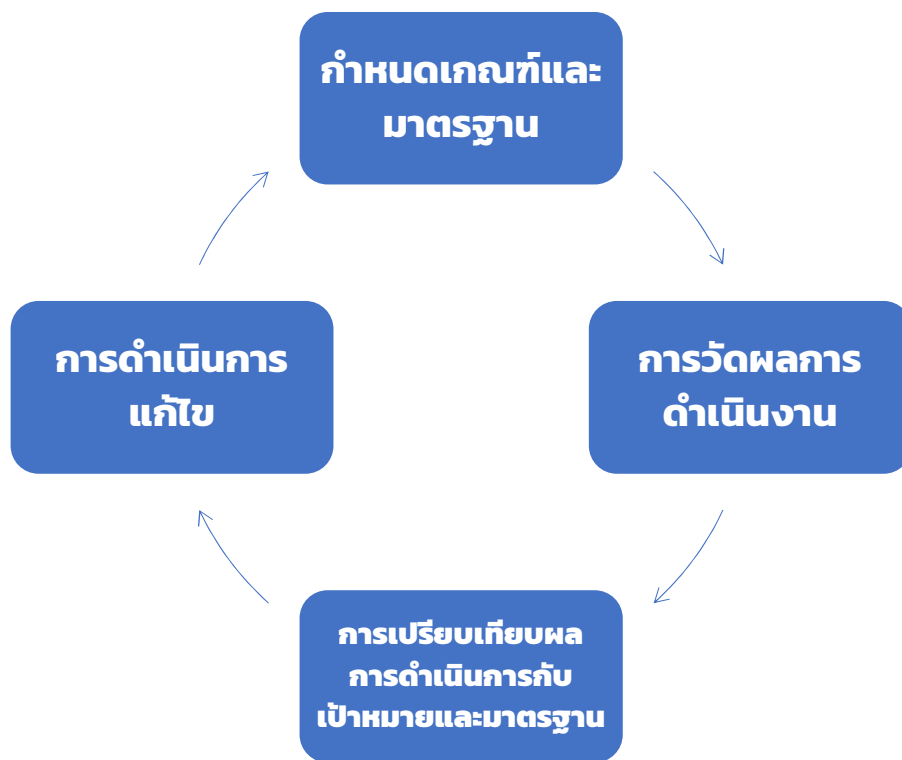 กำหนดเกณฑ์และ
มาตรฐาน
การวัดผลการ
ดำเนินงาน
การเปรียบเทียบผล
การดำเนินการกับ
เป้าหมายและมาตรฐาน
การดำเนินการ
แก้ไข